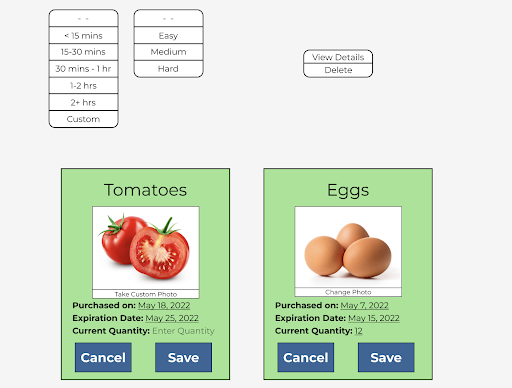 - -
< 15 mins
15-30 mins
30 mins - 1 hr
1-2 hrs
2+ hrs
Custom
- -
Easy
Medium
Hard
View Details
Delete
Tomatoes
Take Custom Photo
Purchased on: May 18, 2022
Expiration Date: May 25, 2022
Current Quantity: Enter Quantity
Cancel
Save
Eggs
Change Photo
Purchased on: May 7, 2022
Expiration Date: May 15, 2022
Current Quantity: 12
Cancel
Save